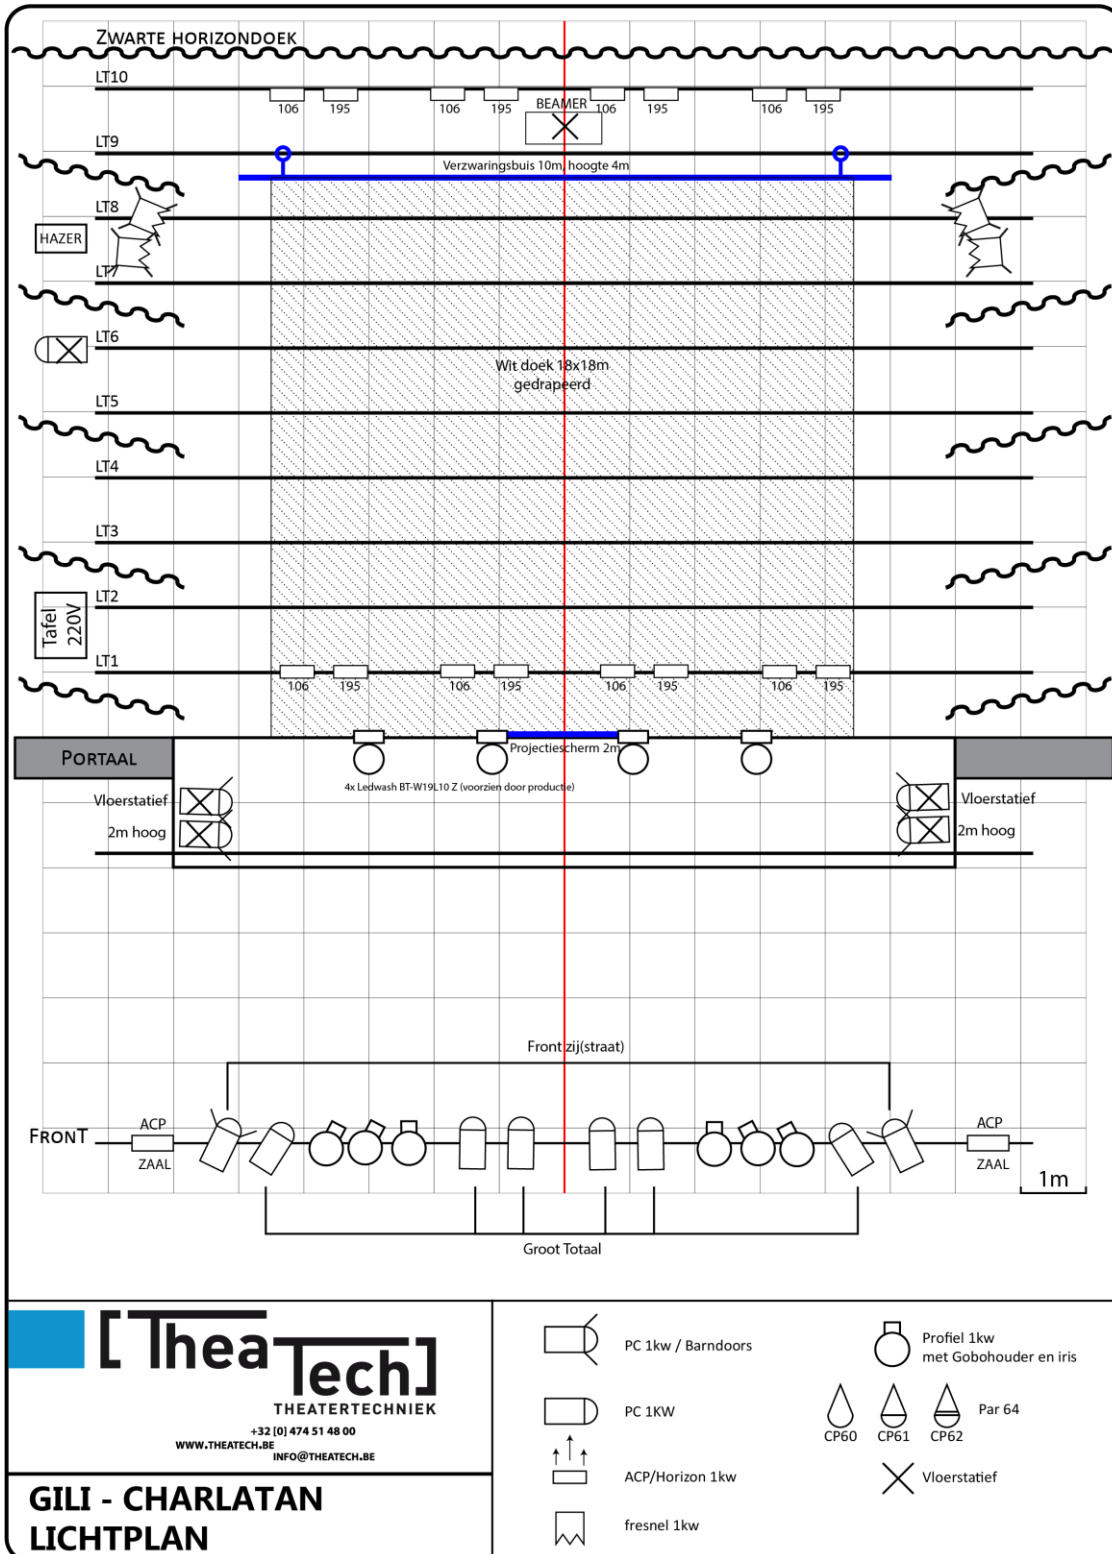 ZWARTE HORIZONDOEK
LT10
106 195 106 195 106 195 106 195
BEAMER
LT9
Verzwaringsbuis 10m, hoogte 4m
LT8
HAZER
LT7
LT6
Wit doek 18x18m
gedrapeerd
LT5
LT4
LT3
LT2
Tafel
220V
LT1
106 195 106 195 106 195 106 195
PORTAAL
Projectiescherm 2m
4x Ledwash BT-W19L10 Z (voorzien door productie)
Vloerstatief
2m hoog
Vloerstatief
2m hoog
Front zij(straat)
FRONT
ACP
ZAAL
ACP
ZAAL
1m
Groot Totaal
[TheaTech]
THEATERTECHNIEK
+32 [0] 474 51 48 00
WWW.THEATECH.BE
INFO@THEATECH.BE
GILI - CHARLATAN
LICHTPLAN
PC 1kw / Barndoors
PC 1KW
ACP/Horizon 1kw
fresnel 1kw
Profiel 1kw
met Gobohouder en iris
CP60 CP61 CP62
Par 64
Vloerstatief